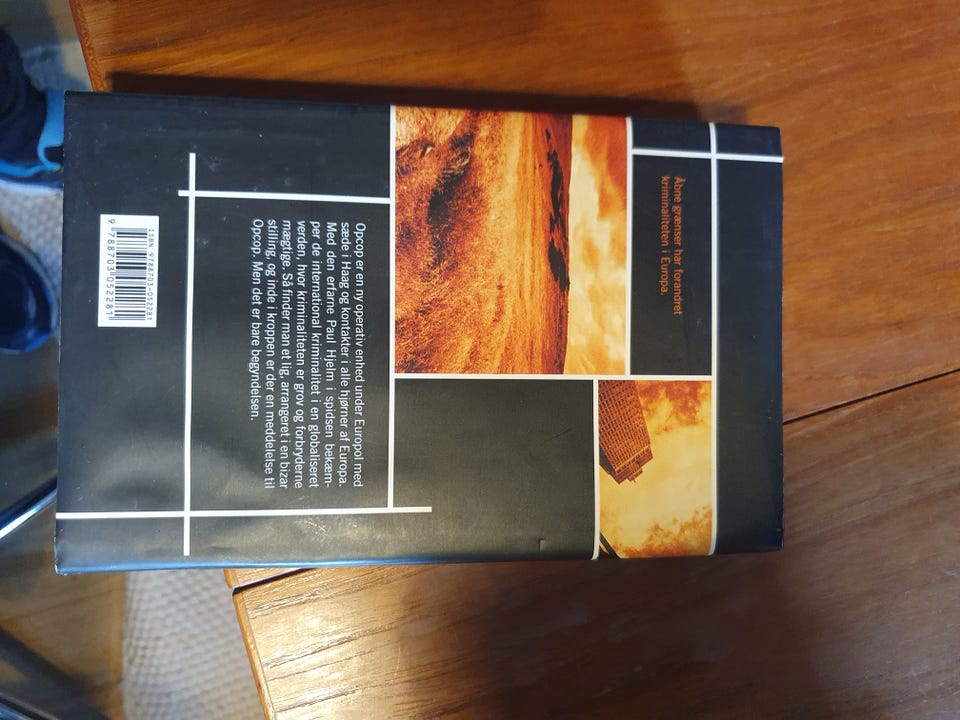 Åbne grænser har forandret
kriminaliteten i Europa.
Opcop er en ny operativ enhed under Europol med
sæde i Haag og kontakter i alle hjørner af Europa.
Med den erfarne Paul Hjelm i spidsen bekæm-
per de international kriminalitet i en globaliseret
verden, hvor kriminaliteten er grov og forbryderne
mægtige. Så finder man et lig, arrangeret i en bizar
stilling, og inde i kroppen er der en meddelelse til
Opcop. Men det er bare begyndelsen.
ISBN 9788703052281
9 788703 052281